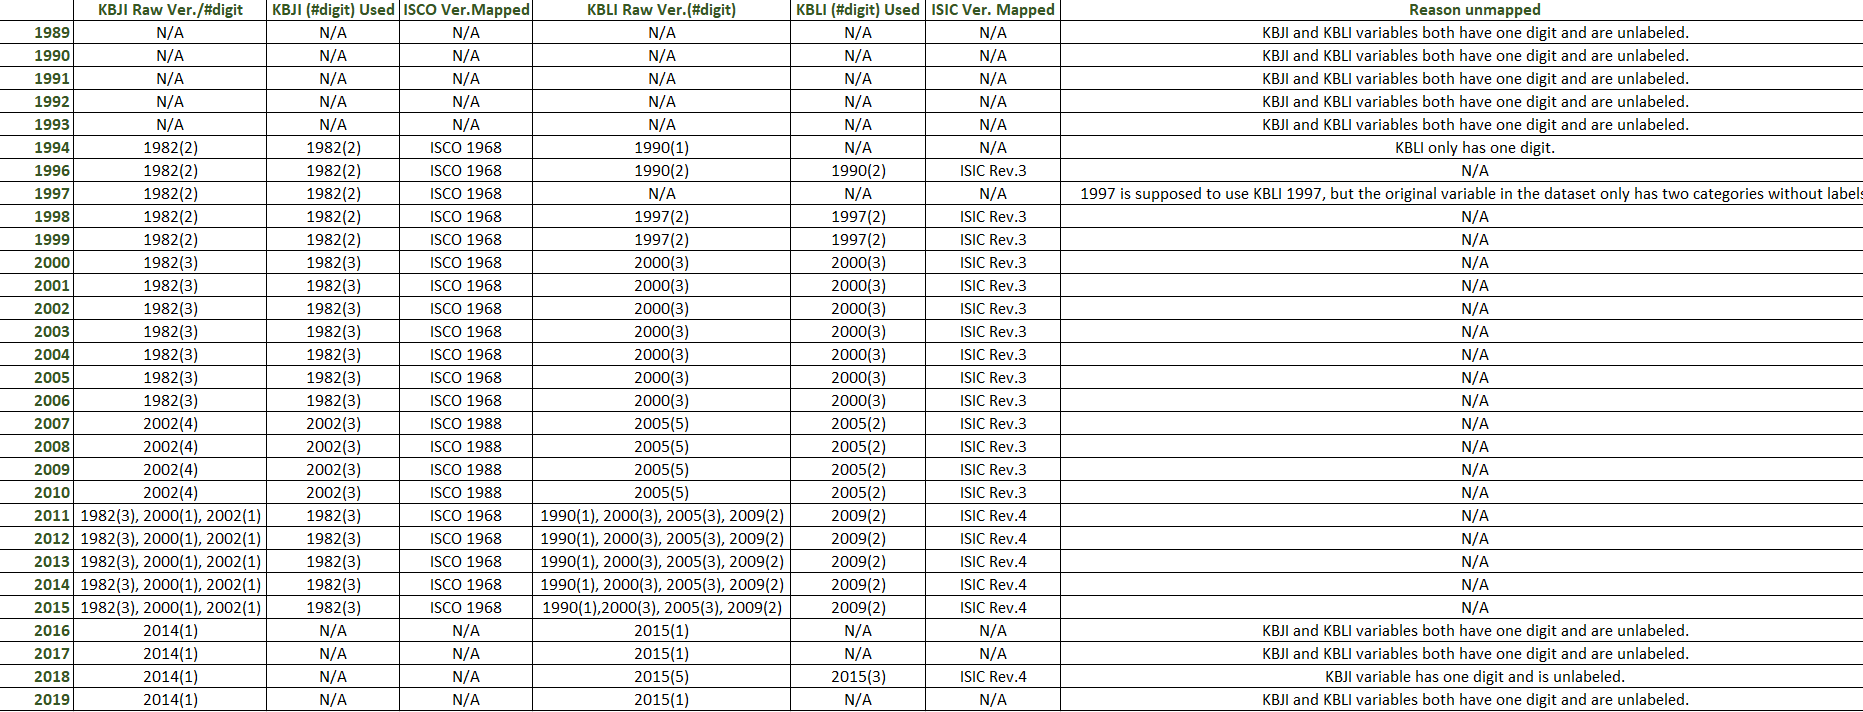 KBJI Raw Ver./#digit KBJI (#digit) Used ISCO Ver.Mapped KBLI Raw Ver.(#digit) KBLI (#digit) Used ISIC Ver. Mapped Reason unmapped
1989 N/A N/A N/A N/A N/A N/A KBJI and KBLI variables both have one digit and are unlabeled.
1990 N/A N/A N/A N/A N/A N/A KBJI and KBLI variables both have one digit and are unlabeled.
1991 N/A N/A N/A N/A N/A N/A KBJI and KBLI variables both have one digit and are unlabeled.
1992 N/A N/A N/A N/A N/A N/A KBJI and KBLI variables both have one digit and are unlabeled.
1993 N/A N/A N/A N/A N/A N/A KBJI and KBLI variables both have one digit and are unlabeled.
1994 1982(2) 1982(2) ISCO 1968 1990(1) N/A N/A KBLI only has one digit.
1996 1982(2) 1982(2) ISCO 1968 1990(2) 1990(2) ISIC Rev.3 N/A
1997 1982(2) 1982(2) ISCO 1968 N/A N/A N/A 1997 is supposed to use KBLI 1997, but the original variable in the dataset only has two categories without labels
1998 1982(2) 1982(2) ISCO 1968 1997(2) 1997(2) ISIC Rev.3 N/A
1999 1982(2) 1982(2) ISCO 1968 1997(2) 1997(2) ISIC Rev.3 N/A
2000 1982(3) 1982(3) ISCO 1968 2000(3) 2000(3) ISIC Rev.3 N/A
2001 1982(3) 1982(3) ISCO 1968 2000(3) 2000(3) ISIC Rev.3 N/A
2002 1982(3) 1982(3) ISCO 1968 2000(3) 2000(3) ISIC Rev.3 N/A
2003 1982(3) 1982(3) ISCO 1968 2000(3) 2000(3) ISIC Rev.3 N/A
2004 1982(3) 1982(3) ISCO 1968 2000(3) 2000(3) ISIC Rev.3 N/A
2005 1982(3) 1982(3) ISCO 1968 2000(3) 2000(3) ISIC Rev.3 N/A
2006 1982(3) 1982(3) ISCO 1968 2000(3) 2000(3) ISIC Rev.3 N/A
2007 2002(4) 2002(3) ISCO 1988 2005(5) 2005(2) ISIC Rev.3 N/A
2008 2002(4) 2002(3) ISCO 1988 2005(5) 2005(2) ISIC Rev.3 N/A
2009 2002(4) 2002(3) ISCO 1988 2005(5) 2005(2) ISIC Rev.3 N/A
2010 2002(4) 2002(3) ISCO 1988 2005(5) 2005(2) ISIC Rev.3 N/A
2011 1982(3), 2000(1), 2002(1) 1982(3) ISCO 1968 1990(1), 2000(3), 2005(3), 2009(2) 2009(2) ISIC Rev.4 N/A
2012 1982(3), 2000(1), 2002(1) 1982(3) ISCO 1968 1990(1), 2000(3), 2005(3), 2009(2) 2009(2) ISIC Rev.4 N/A
2013 1982(3), 2000(1), 2002(1) 1982(3) ISCO 1968 1990(1), 2000(3), 2005(3), 2009(2) 2009(2) ISIC Rev.4 N/A
2014 1982(3), 2000(1), 2002(1) 1982(3) ISCO 1968 1990(1), 2000(3), 2005(3), 2009(2) 2009(2) ISIC Rev.4 N/A
2015 1982(3), 2000(1), 2002(1) 1982(3) ISCO 1968 1990(1),2000(3), 2005(3), 2009(2) 2009(2) ISIC Rev.4 N/A
2016 2014(1) N/A N/A 2015(1) N/A N/A KBJI and KBLI variables both have one digit and are unlabeled.
2017 2014(1) N/A N/A 2015(1) N/A N/A KBJI and KBLI variables both have one digit and are unlabeled.
2018 2014(1) N/A N/A 2015(5) 2015(3) ISIC Rev.4 KBJI variable has one digit and is unlabeled.
2019 2014(1) N/A N/A 2015(1) N/A N/A KBJI and KBLI variables both have one digit and are unlabeled.